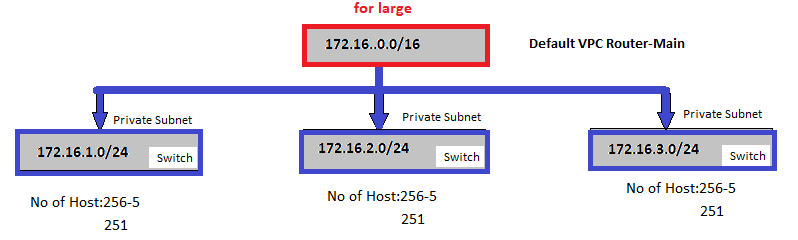 for large
172.16..0.0/16
Default VPC Router-Main
Private Subnet
Private Subnet
Private Subnet
172.16.1.0/24
Switch
172.16.2.0/24
Switch
172.16.3.0/24
Switch
No of Host:256-5
251
No of Host:256-5
251
No of Host:256-5
251